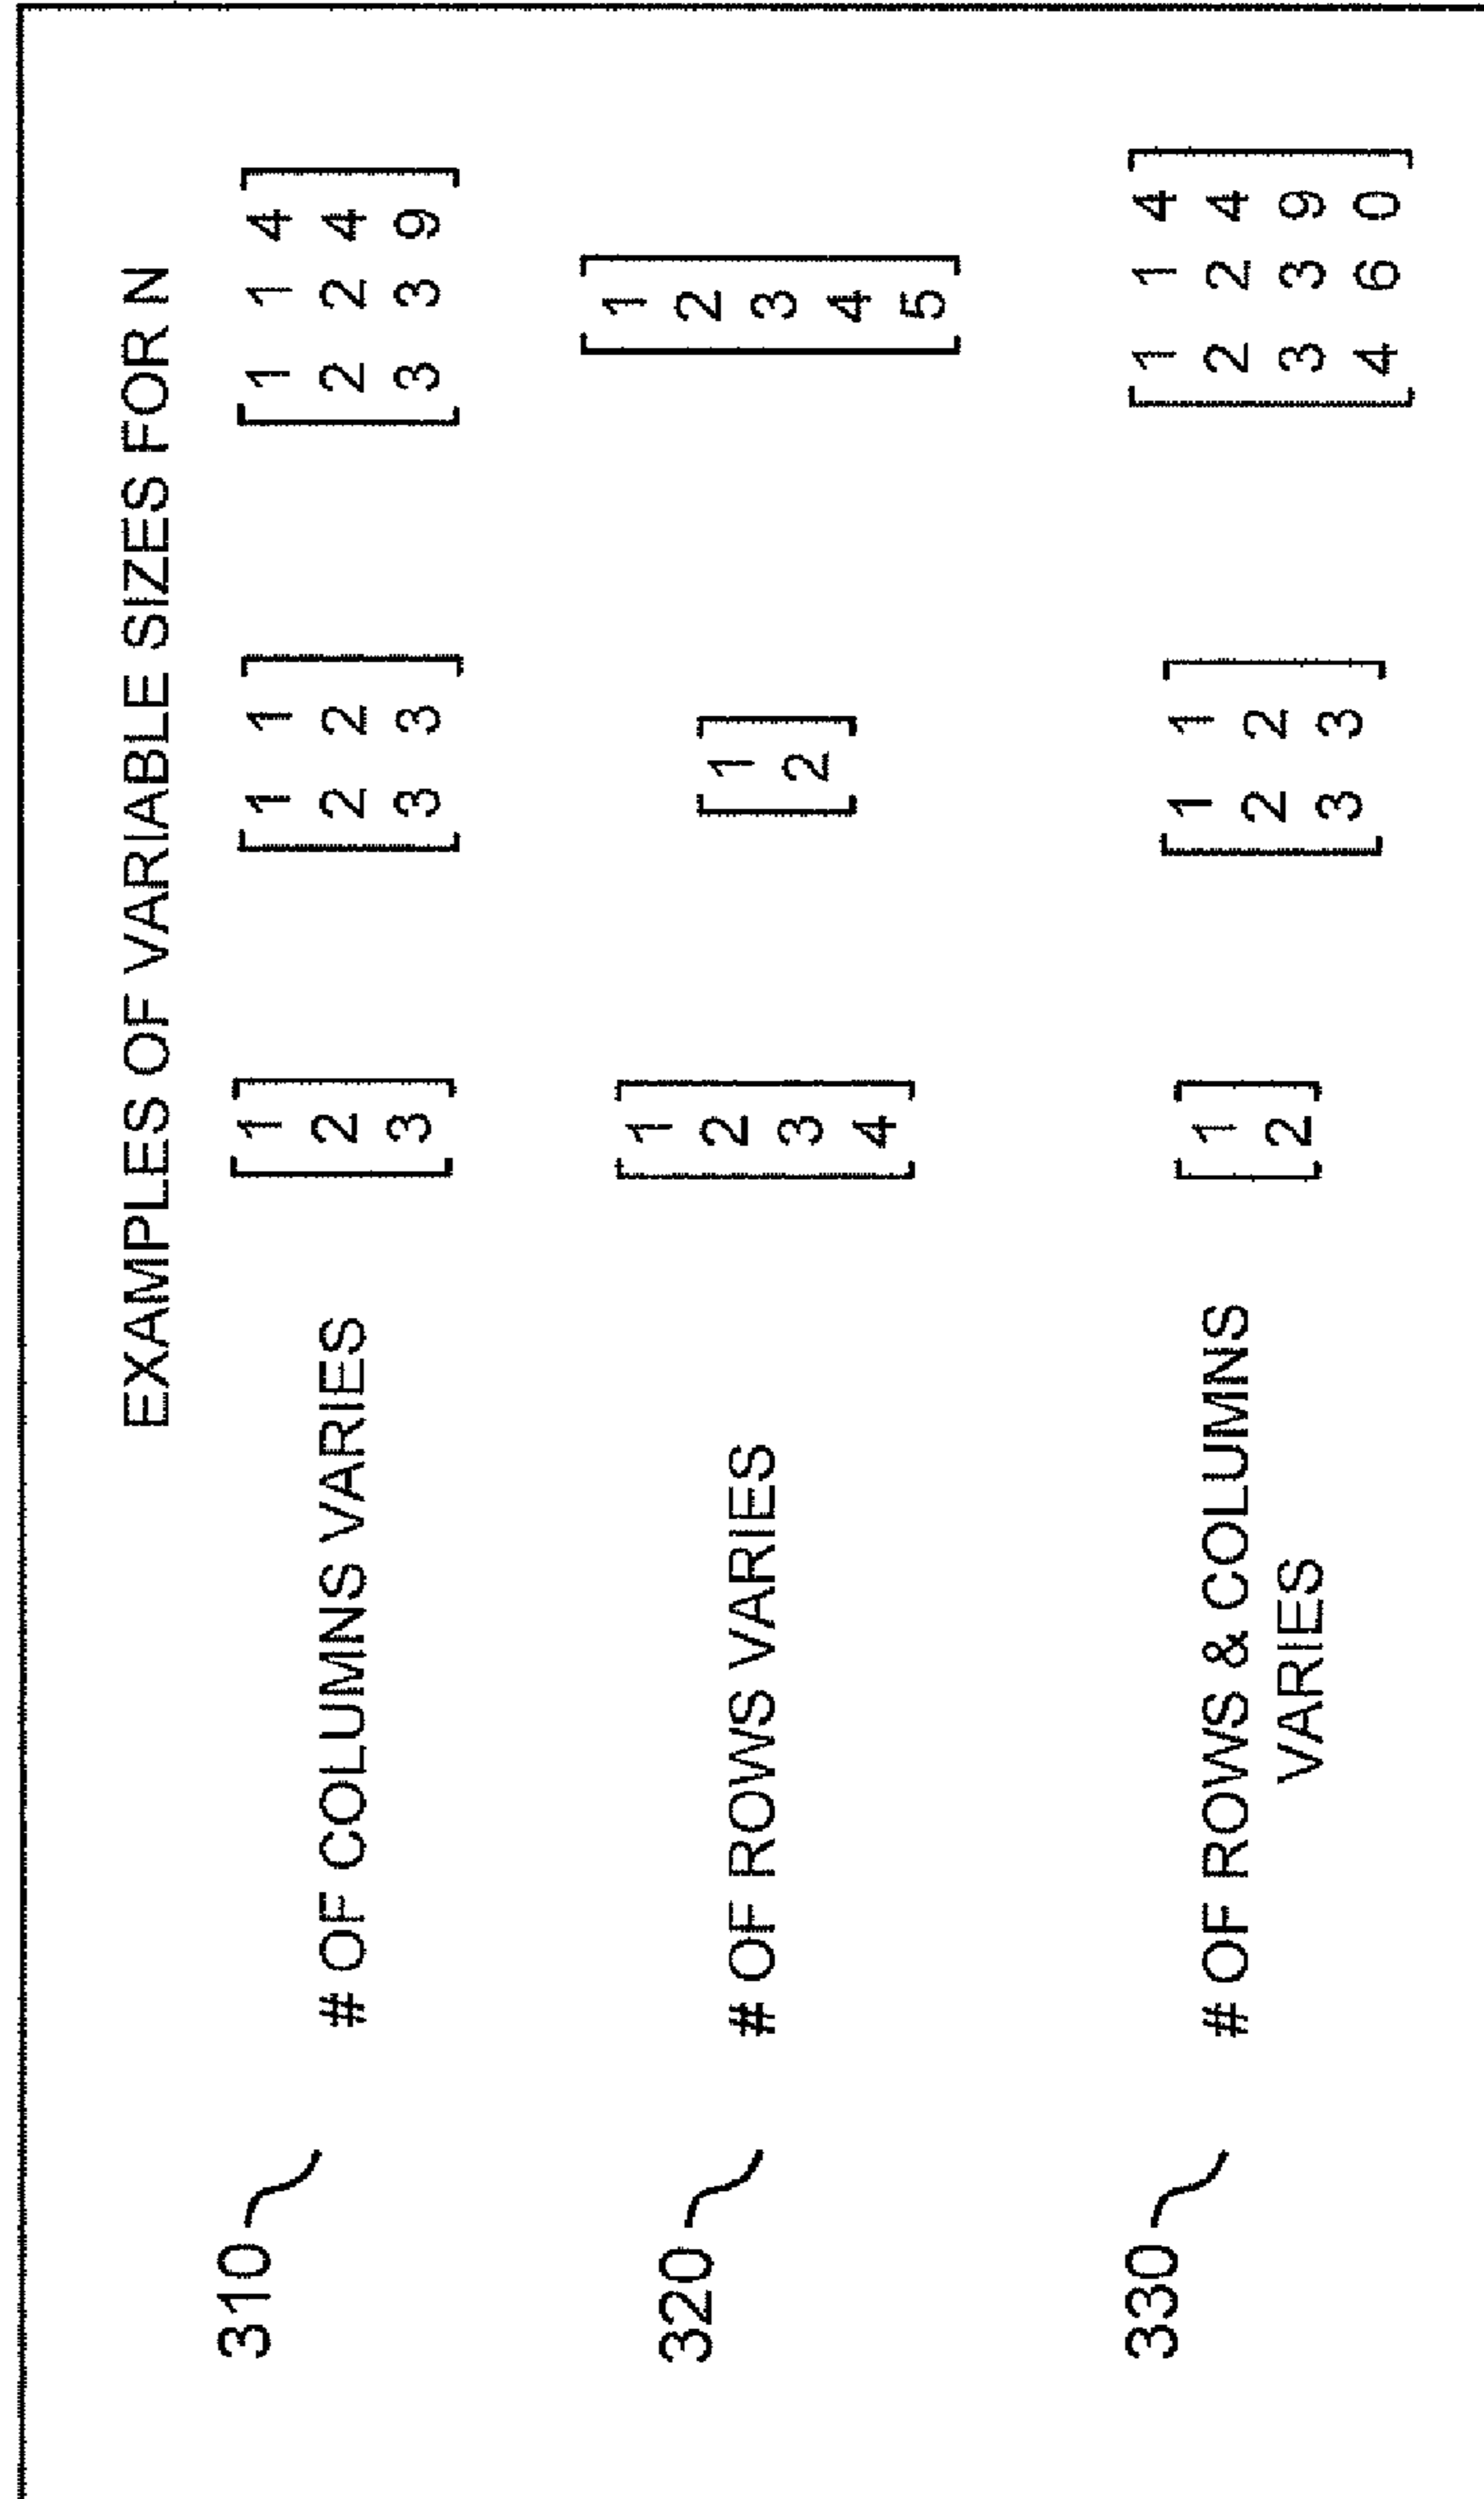 EXAMPLES OF VARIABLE SIZES FOR N
310
# OF COLUMNS VARIES
[1
2
3]
[1 1
2 2
3 3]
[1 1 4
2 2 4
3 3 9]
320
# OF ROWS VARIES
[1
2
3
4]
[1
2]
[1
2
3
4
5]
330
# OF ROWS & COLUMNS
VARIES
[1
2]
[1 1
2 2
3 3]
[1 1 4
2 2 4
3 3 9
4 6 0]